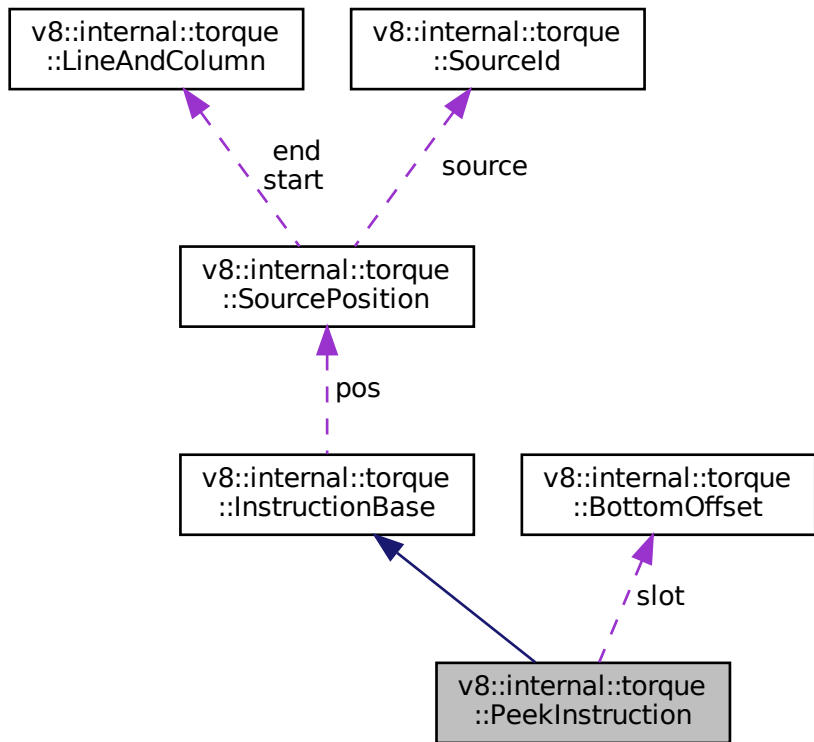 v8::internal::torque
::LineAndColumn
v8::internal::torque
::SourceId
end
start
source
v8::internal::torque
::SourcePosition
pos
v8::internal::torque
::InstructionBase
v8::internal::torque
::BottomOffset
slot
v8::internal::torque
::PeekInstruction